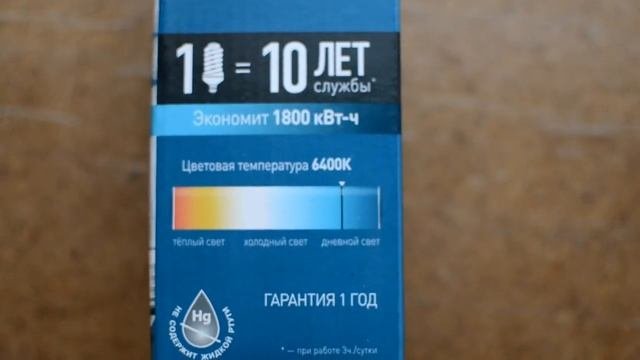 1 = 10 ЛЕТ
службы*
Экономит 1800 кВт-ч
Цветовая температура 6400К
тёплый свет холодный свет дневной свет
ГАРАНТИЯ 1 ГОД
Hg
НЕ СОДЕРЖИТ ЖИДКОЙ РТУТИ
* — при работе 3ч./сутки